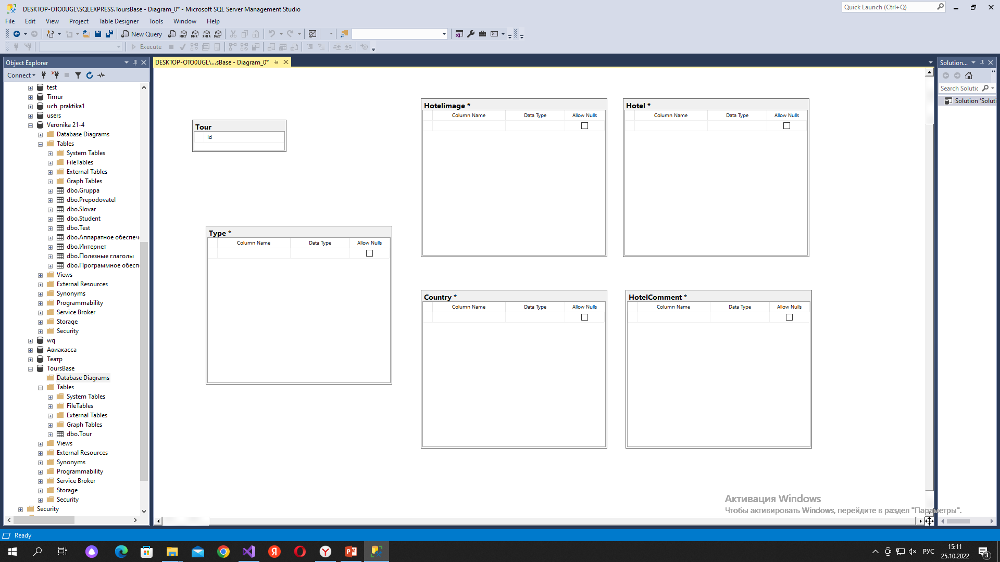 DESKTOP-OTO0UGL\SQLEXPRESS.ToursBase - Diagram_0* - Microsoft SQL Server Management Studio
Quick Launch (Ctrl+Q)
File Edit View Project Table Designer Tools Window Help
New Query
MDX DMX XMLA DAX
Execute
Object Explorer
DESKTOP-OTO0UGL\...sBase - Diagram_0*
Solution...
Connect
Search Solutic
Solution 'Soluti
test
Timur
uch_praktika1
users
Veronika 21-4
Database Diagrams
Tables
System Tables
FileTables
External Tables
Graph Tables
dbo.Gruppa
dbo.Prepodovatel
dbo.Slovar
dbo.Student
dbo.Test
dbo.Аппаратное обеспеч
dbo.Интернет
dbo.Полезные глаголы
dbo.Программное обесп
Views
External Resources
Synonyms
Programmability
Service Broker
Storage
Security
wq
Авиакасса
Театр
ToursBase
Database Diagrams
Tables
System Tables
FileTables
External Tables
Graph Tables
dbo.Tour
Views
External Resources
Synonyms
Programmability
Service Broker
Storage
Security
Security
Tour
Id
HotelImage *
Column Name Data Type Allow Nulls
Hotel *
Column Name Data Type Allow Nulls
Type *
Column Name Data Type Allow Nulls
Country *
Column Name Data Type Allow Nulls
HotelComment *
Column Name Data Type Allow Nulls
Активация Windows
Чтобы активировать Windows, перейдите в раздел "Параметры".
Ready
РУС
15:11
25.10.2022
3